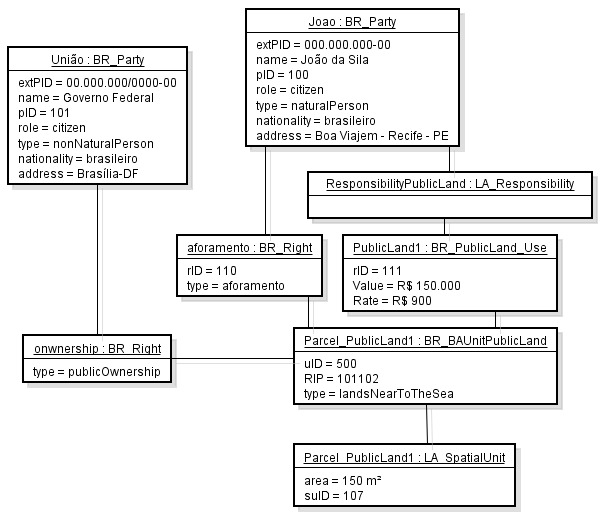 União : BR_Party
extPID = 00.000.000/0000-00
name = Governo Federal
pID = 101
role = citizen
type = nonNaturalPerson
nationality = brasileiro
address = Brasília-DF
Joao : BR_Party
extPID = 000.000.000-00
name = João da Sila
pID = 100
role = citizen
type = naturalPerson
nationality = brasileiro
address = Boa Viajem - Recife - PE
ResponsibilityPublicLand : LA_Responsibility
aforamento : BR_Right
rID = 110
type = aforamento
PublicLand1 : BR_PublicLand_Use
rID = 111
Value = R$ 150.000
Rate = R$ 900
onwnership : BR_Right
type = publicOwnership
Parcel_PublicLand1 : BR_BAUnitPublicLand
uID = 500
RIP = 101102
type = landsNearToTheSea
Parcel_PublicLand1 : LA_SpatialUnit
area = 150 m²
suID = 107